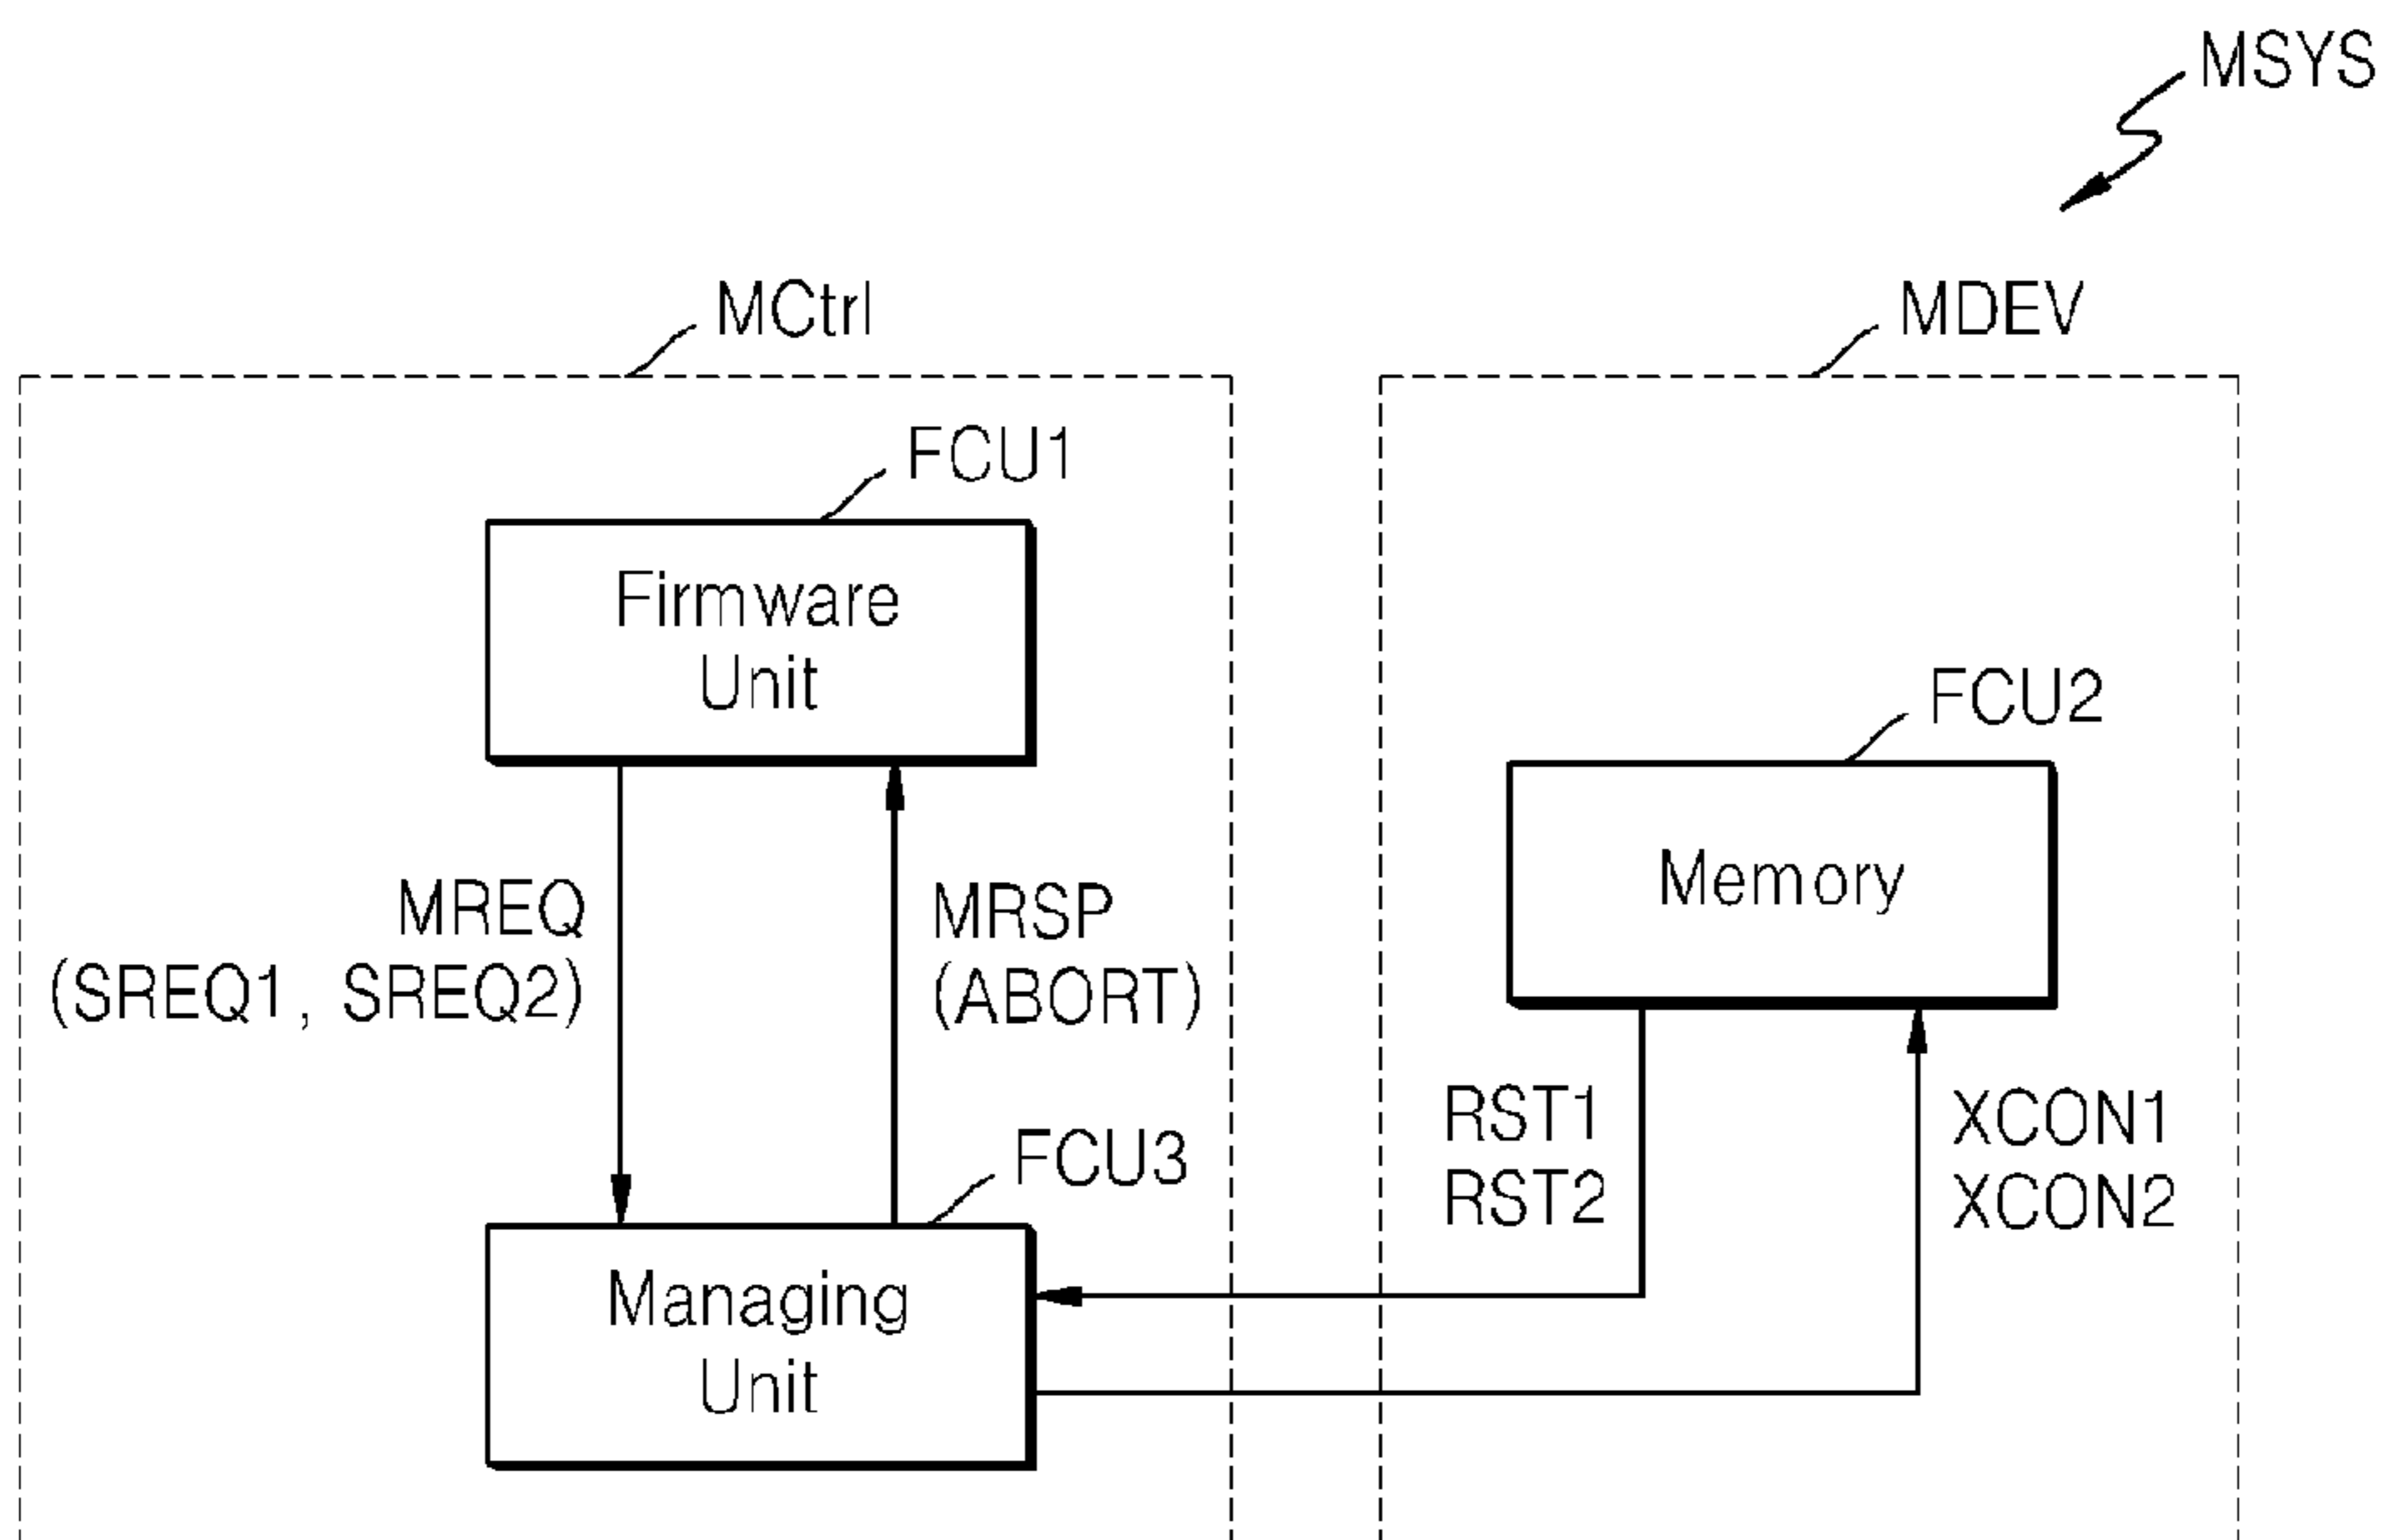 MSYS
MCtrl
MDEV
FCU1
Firmware
Unit
FCU2
Memory
MREQ
(SREQ1, SREQ2)
MRSP
(ABORT)
RST1
RST2
XCON1
XCON2
FCU3
Managing
Unit